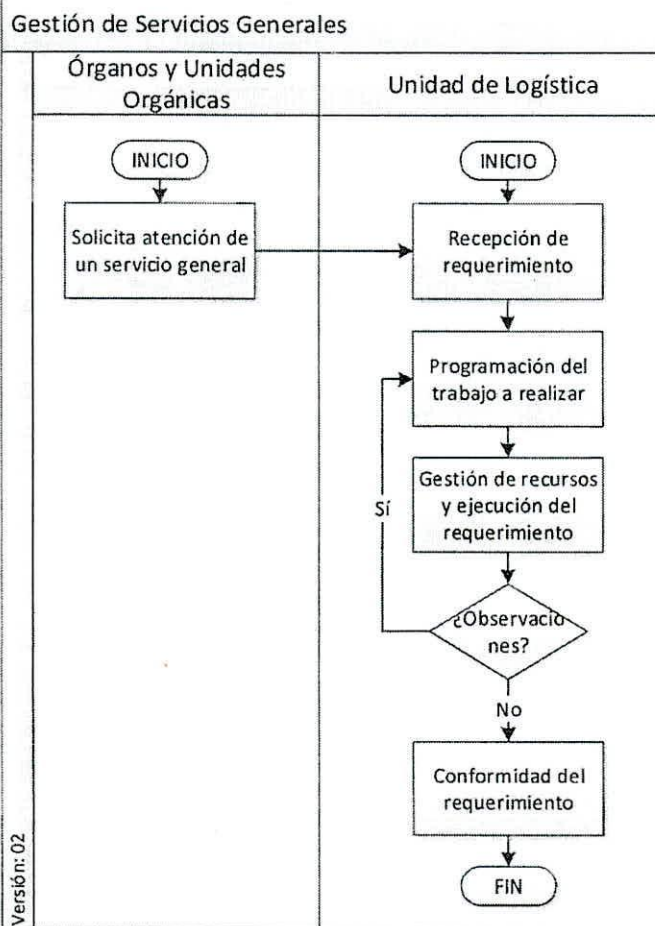 Gestión de Servicios Generales
Órganos y Unidades
Orgánicas
Unidad de Logística
INICIO
INICIO
Solicita atención de
un servicio general
Recepción de
requerimiento
Programación del
trabajo a realizar
Gestión de recursos
y ejecución del
requerimiento
Sí
¿Observacio
nes?
No
Conformidad del
requerimiento
FIN
Versión: 02